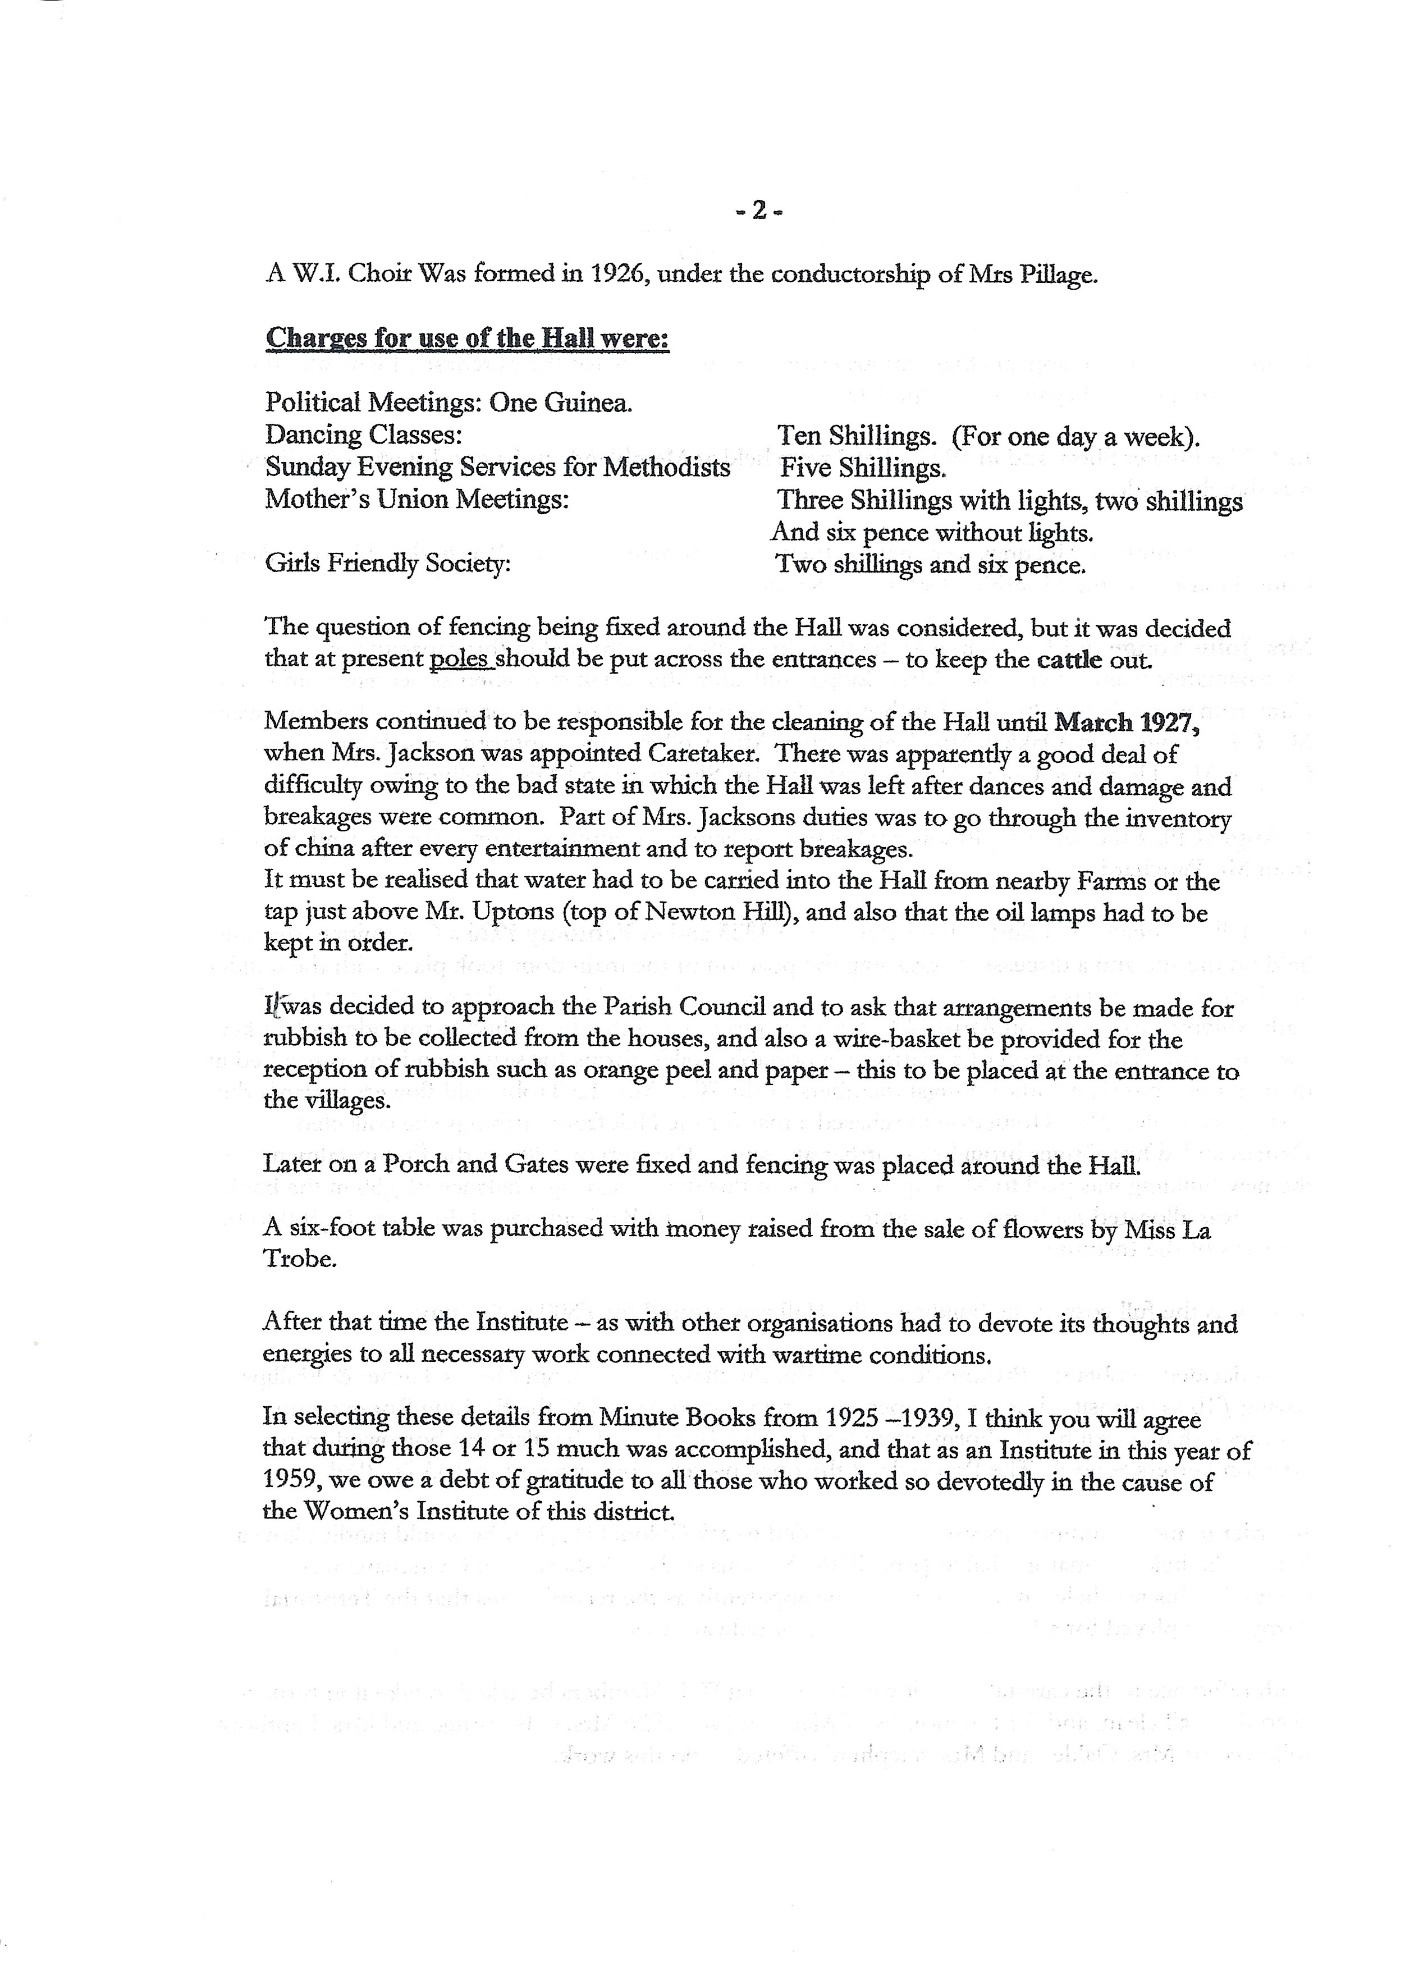 - 2 -
A W.I. Choir Was formed in 1926, under the conductorship of Mrs Pillage.
Charges for use of the Hall were:
Political Meetings: One Guinea.
Dancing Classes: Ten Shillings. (For one day a week).
Sunday Evening Services for Methodists Five Shillings.
Mother's Union Meetings: Three Shillings with lights, two shillings
And six pence without lights.
Girls Friendly Society: Two shillings and six pence.
The question of fencing being fixed around the Hall was considered, but it was decided
that at present poles should be put across the entrances – to keep the cattle out.
Members continued to be responsible for the cleaning of the Hall until March 1927,
when Mrs. Jackson was appointed Caretaker. There was apparently a good deal of
difficulty owing to the bad state in which the Hall was left after dances and damage and
breakages were common. Part of Mrs. Jacksons duties was to go through the inventory
of china after every entertainment and to report breakages.
It must be realised that water had to be carried into the Hall from nearby Farms or the
tap just above Mr. Uptons (top of Newton Hill), and also that the oil lamps had to be
kept in order.
It was decided to approach the Parish Council and to ask that arrangements be made for
rubbish to be collected from the houses, and also a wire-basket be provided for the
reception of rubbish such as orange peel and paper – this to be placed at the entrance to
the villages.
Later on a Porch and Gates were fixed and fencing was placed around the Hall.
A six-foot table was purchased with money raised from the sale of flowers by Miss La
Trobe.
After that time the Institute – as with other organisations had to devote its thoughts and
energies to all necessary work connected with wartime conditions.
In selecting these details from Minute Books from 1925 –1939, I think you will agree
that during those 14 or 15 much was accomplished, and that as an Institute in this year of
1959, we owe a debt of gratitude to all those who worked so devotedly in the cause of
the Women's Institute of this district.